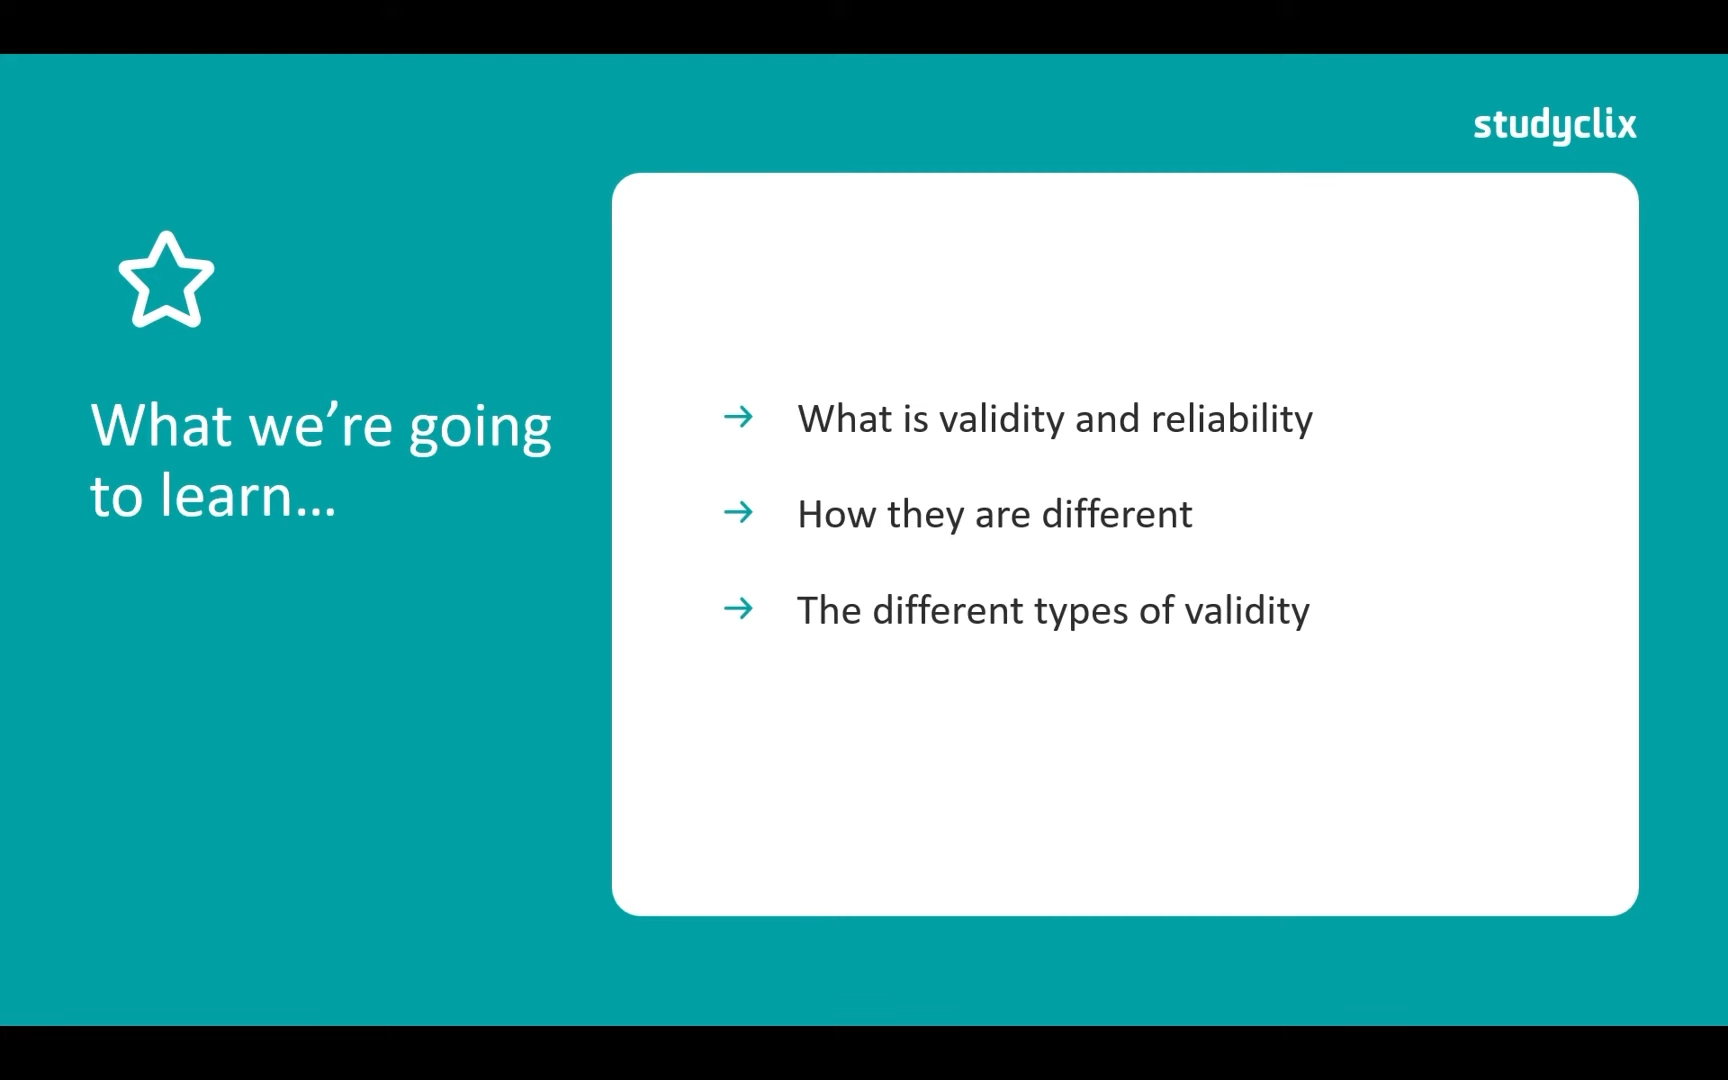 studyclix
What we’re going
to learn...
→ What is validity and reliability
→ How they are different
→ The different types of validity